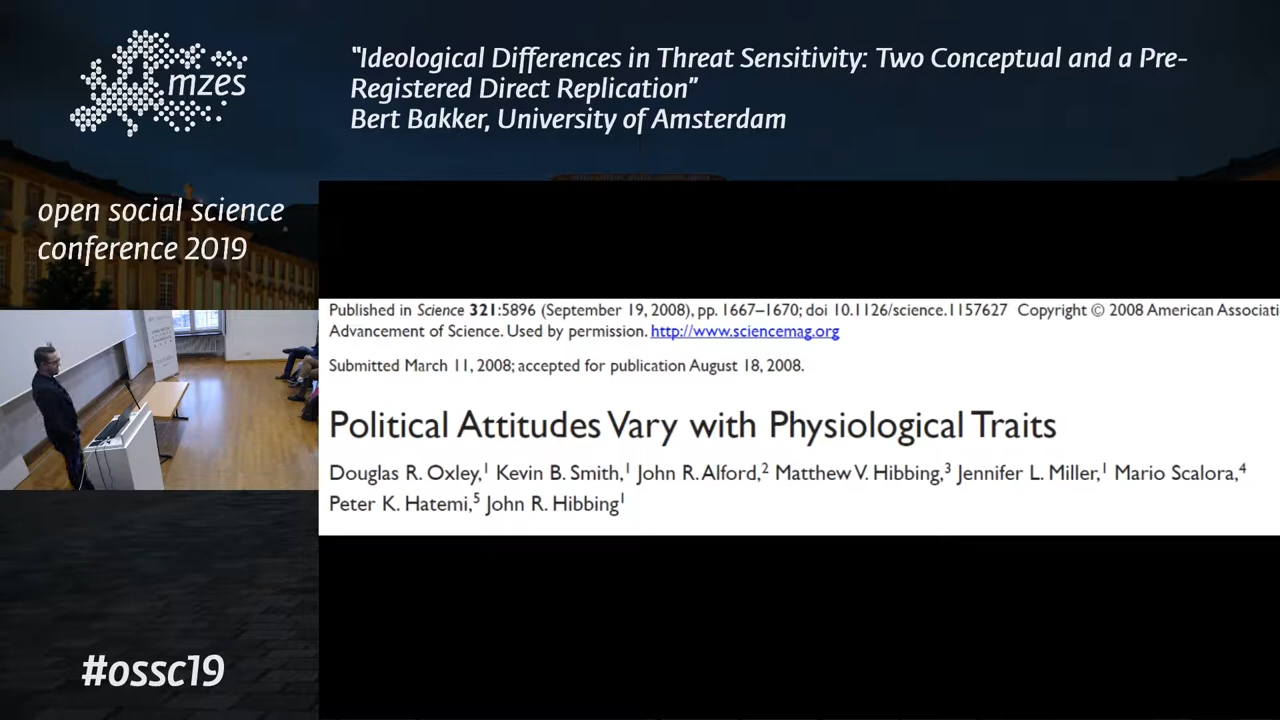 mzes
"Ideological Differences in Threat Sensitivity: Two Conceptual and a Pre-
Registered Direct Replication"
Bert Bakker, University of Amsterdam
open social science
conference 2019
Published in Science 321:5896 (September 19, 2008), pp. 1667–1670; doi 10.1126/science.1157627 Copyright © 2008 American Associati
Advancement of Science. Used by permission. http://www.sciencemag.org
Submitted March 11, 2008; accepted for publication August 18, 2008.
Political Attitudes Vary with Physiological Traits
Douglas R. Oxley,1 Kevin B. Smith,1 John R. Alford,2 Matthew V. Hibbing,3 Jennifer L. Miller,1 Mario Scalora,4
Peter K. Hatemi,5 John R. Hibbing1
#ossc19